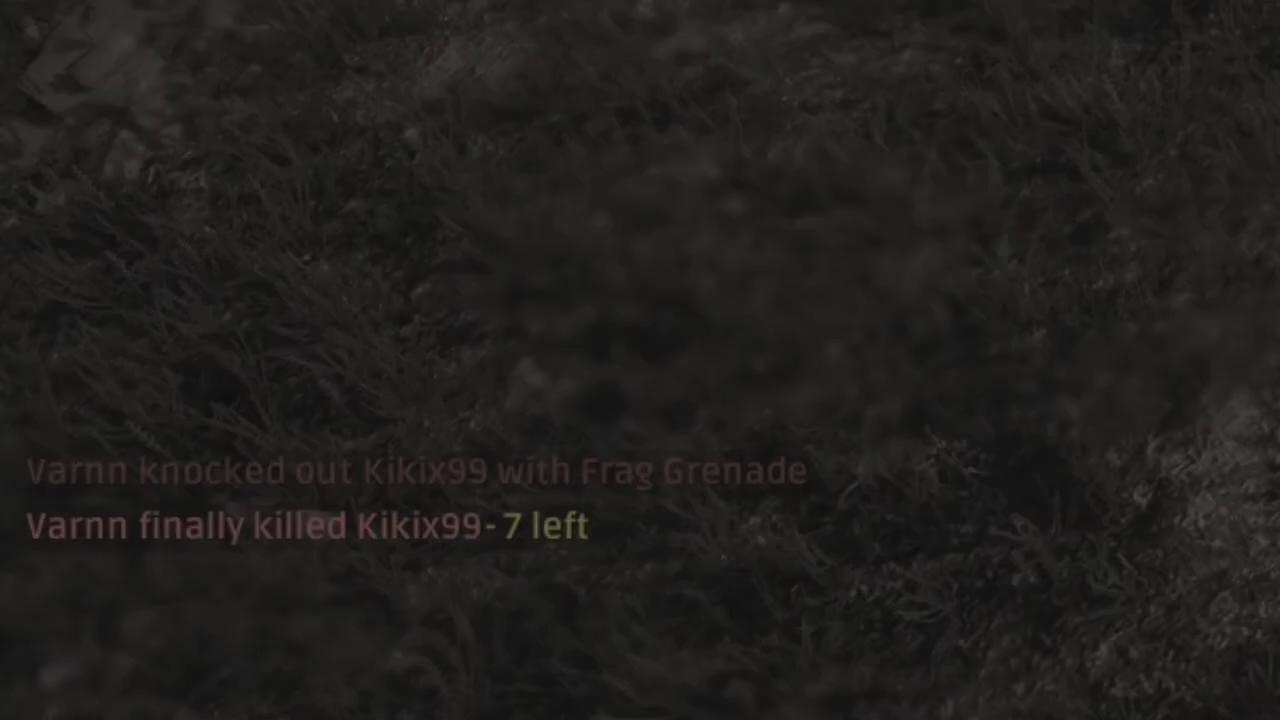 Varnn knocked out Kikix99 with Frag Grenade
Varnn finally killed Kikix99- 7 left